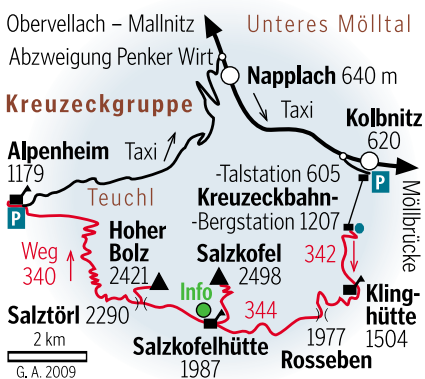 Obervellach – Mallnitz
Unteres Mölltal
Abzweigung Penker Wirt
Napplach 640 m
Kreuzeckgruppe
Taxi
Kolbnitz
620
Alpenheim
1179
Taxi
-Talstation 605
P
Kreuzeckbahn-
-Bergstation 1207
Möllbrücke
P
Teuchl
Hoher
Bolz
2421
Salzkofel
2498
342
Weg
340
Info
Kling-
hütte
1504
Salztörl 2290
344
1977
Rosseben
2 km
Salzkofelhütte
1987
G. A. 2009